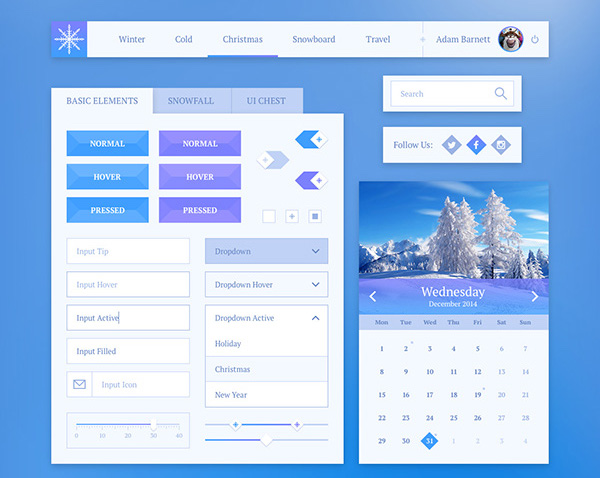 Winter Cold Christmas Snowboard Travel Adam Barnett
BASIC ELEMENTS SNOWFALL UI CHEST
NORMAL NORMAL
HOVER HOVER
PRESSED PRESSED
Input Tip Dropdown
Input Hover Dropdown Hover
Input Active Dropdown Active
Input Filled Holiday
Christmas
Input Icon New Year
0 10 20 30 40
Search
Follow Us:
Wednesday
December 2014
Mon Tue Wed Thu Fri Sat Sun
1 2 3 4 5 6 7
8 9 10 11 12 13 14
15 16 17 18 19 20 21
22 23 24 25 26 27 28
29 30 31 1 2 3 4